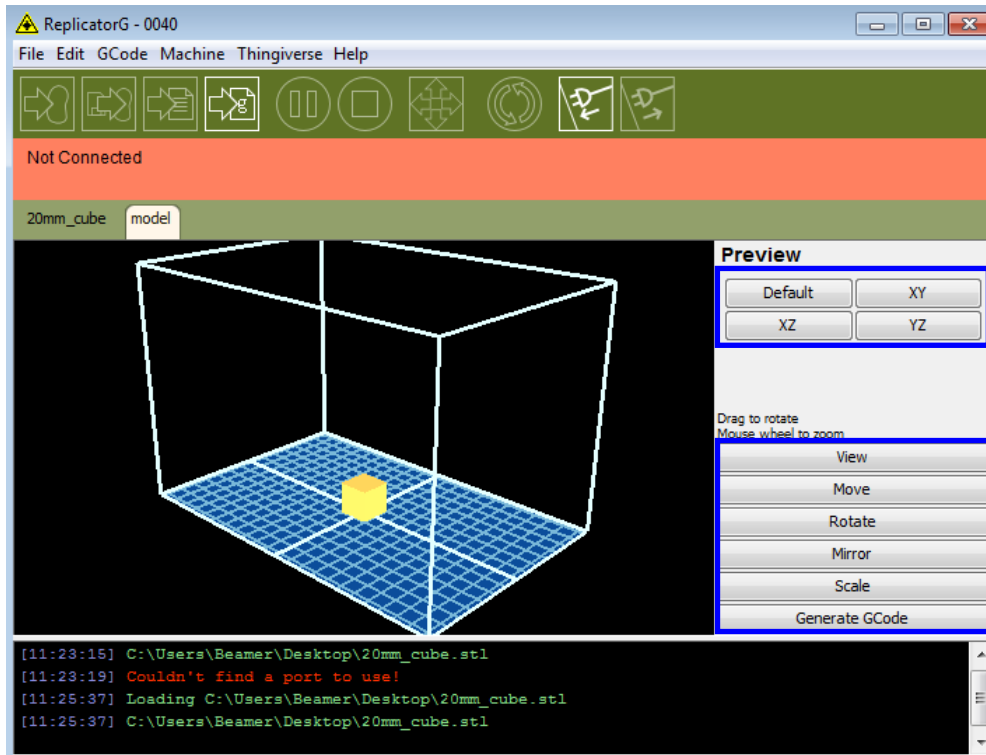 ReplicatorG - 0040
File Edit GCode Machine Thingiverse Help
g
Not Connected
20mm_cube model
Preview
Default XY
XZ YZ
Drag to rotate
Mouse wheel to zoom
View
Move
Rotate
Mirror
Scale
Generate GCode
[11:23:15] C:\Users\Beamer\Desktop\20mm_cube.stl
[11:23:19] Couldn't find a port to use!
[11:25:37] Loading C:\Users\Beamer\Desktop\20mm_cube.stl
[11:25:37] C:\Users\Beamer\Desktop\20mm_cube.stl